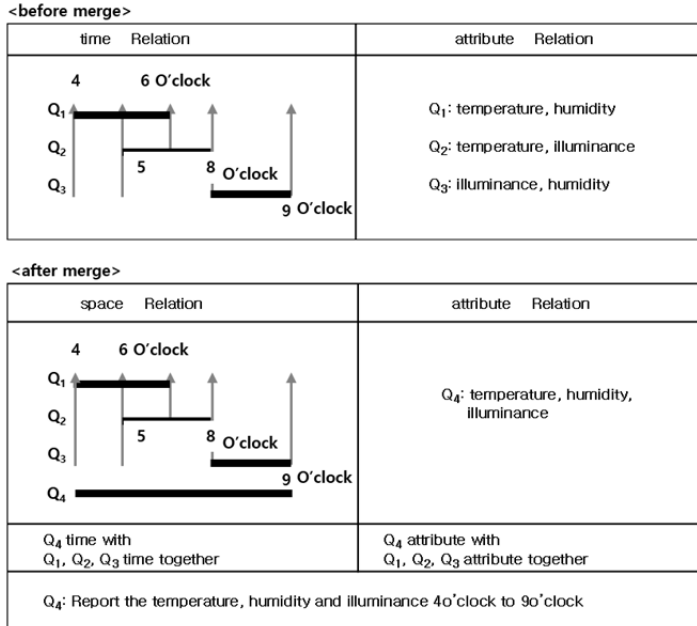 <before merge>
time Relation
attribute Relation
4 6 O'clock
Q1
Q2
5 8 O'clock
Q3
9 O'clock
Q1: temperature, humidity
Q2: temperature, illuminance
Q3: illuminance, humidity
<after merge>
space Relation
attribute Relation
4 6 O'clock
Q1
Q2
5 8 O'clock
Q3
9 O'clock
Q4
Q4: temperature, humidity,
illuminance
Q4 time with
Q1, Q2, Q3 time together
Q4 attribute with
Q1, Q2, Q3 attribute together
Q4: Report the temperature, humidity and illuminance 4o'clock to 9o'clock